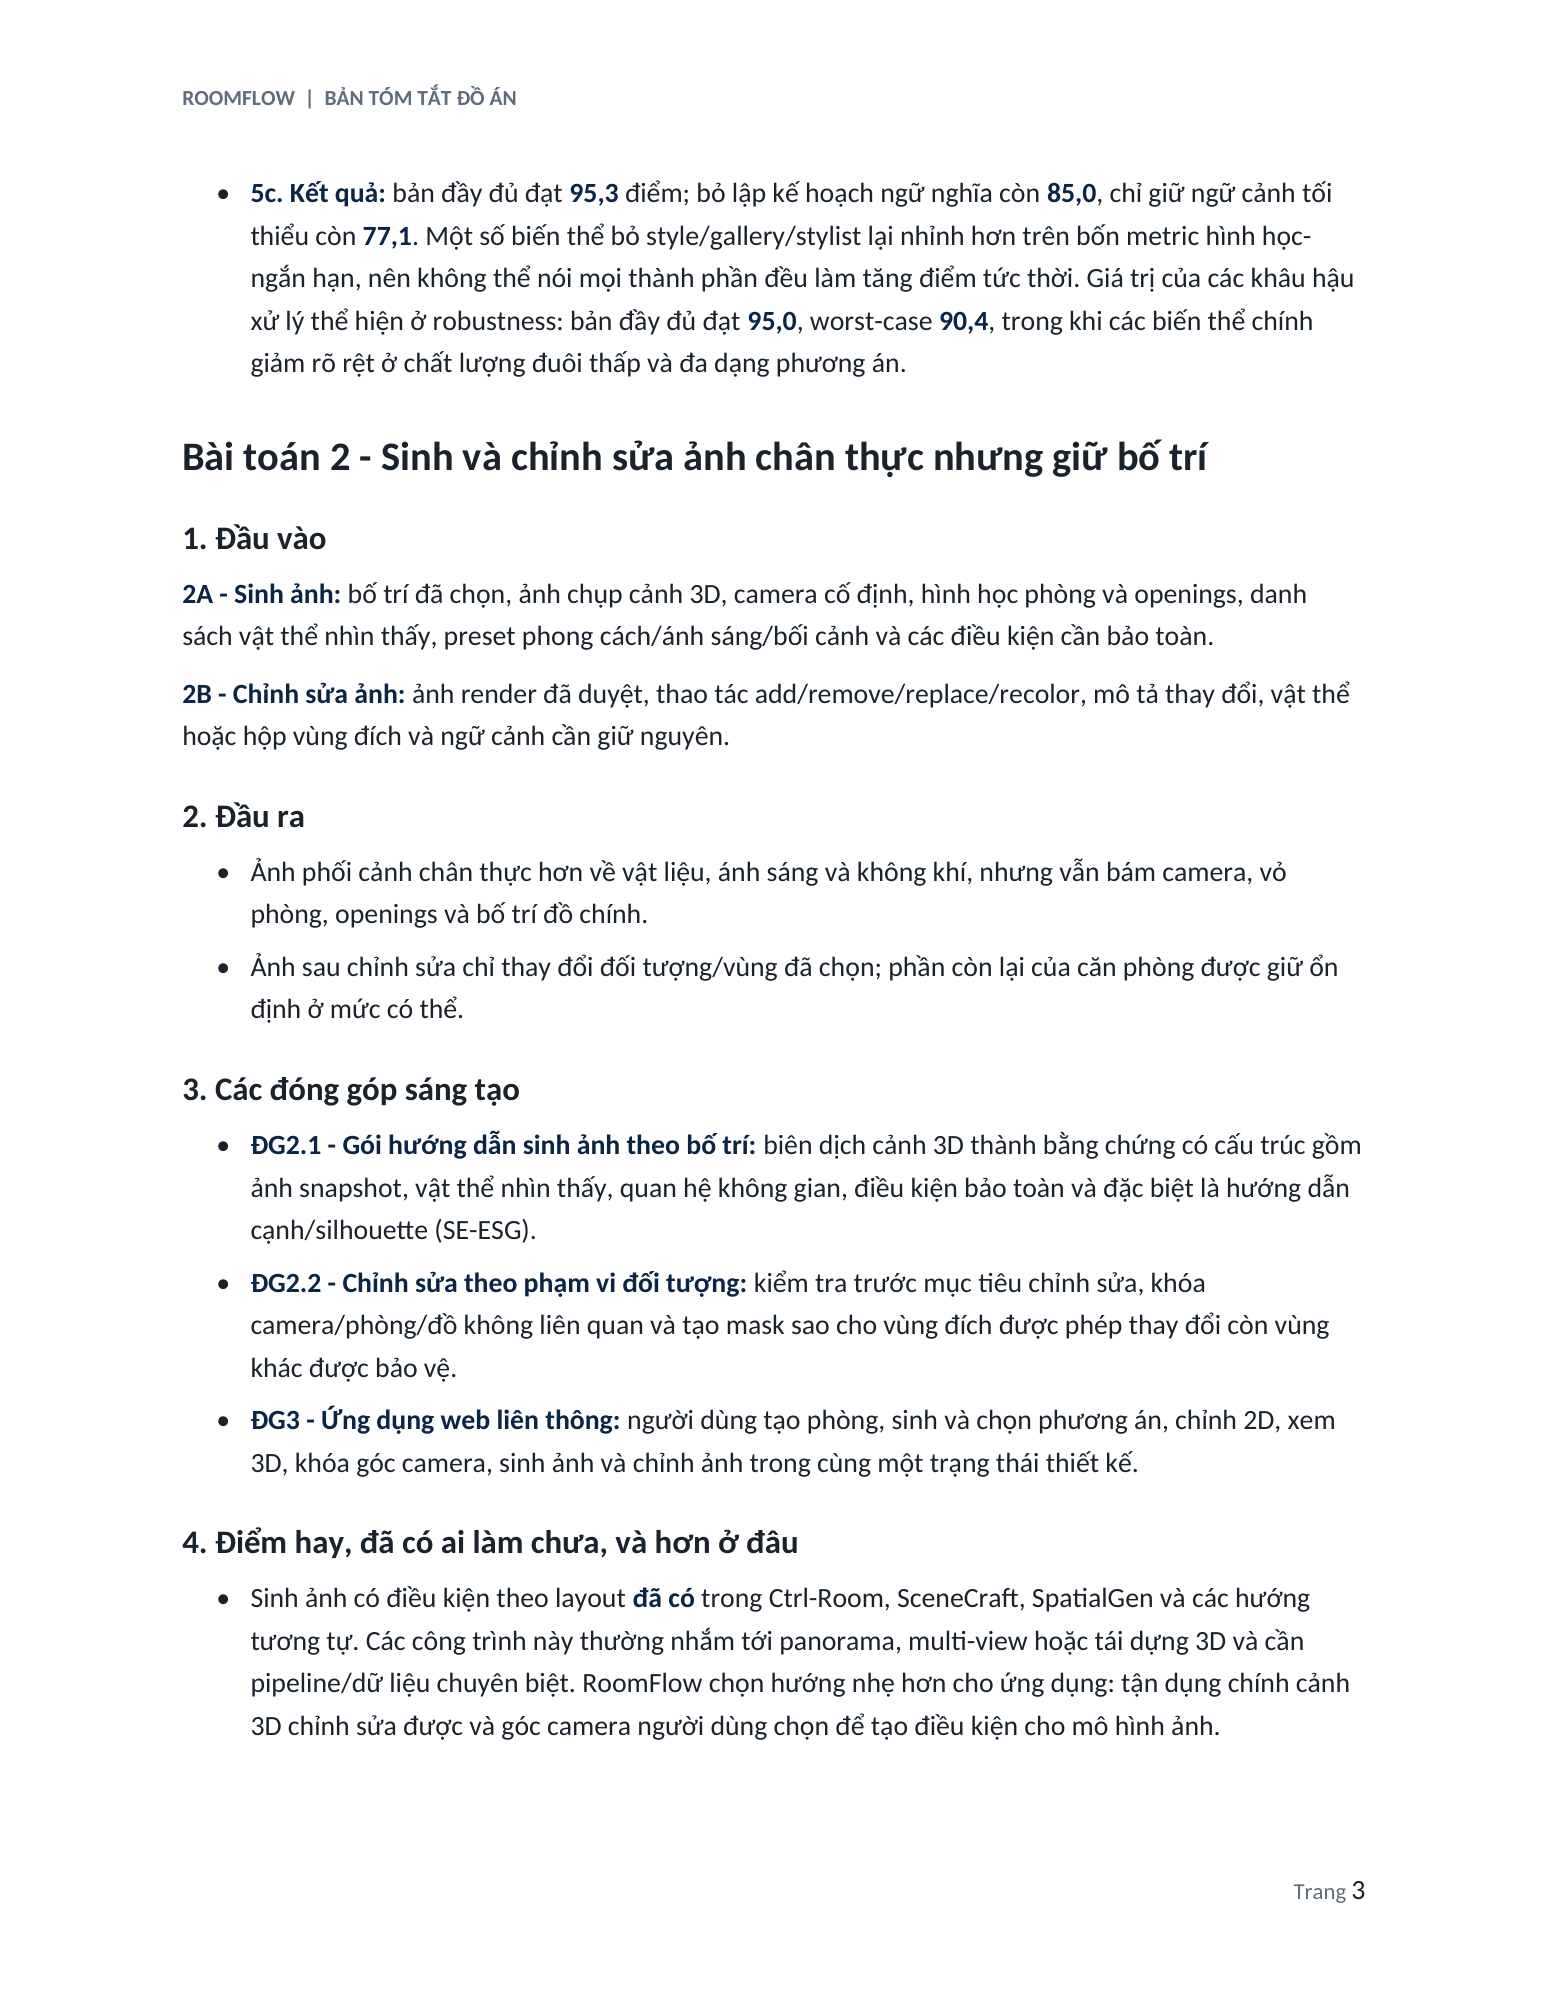 ROOMFLOW | BẢN TÓM TẮT ĐỒ ÁN
• 5c. Kết quả: bản đầy đủ đạt 95,3 điểm; bỏ lập kế hoạch ngữ nghĩa còn 85,0, chỉ giữ ngữ cảnh tối
thiểu còn 77,1. Một số biến thể bỏ style/gallery/stylist lại nhỉnh hơn trên bốn metric hình học-
ngắn hạn, nên không thể nói mọi thành phần đều làm tăng điểm tức thời. Giá trị của các khâu hậu
xử lý thể hiện ở robustness: bản đầy đủ đạt 95,0, worst-case 90,4, trong khi các biến thể chính
giảm rõ rệt ở chất lượng đuôi thấp và đa dạng phương án.
Bài toán 2 - Sinh và chỉnh sửa ảnh chân thực nhưng giữ bố trí
1. Đầu vào
2A - Sinh ảnh: bố trí đã chọn, ảnh chụp cảnh 3D, camera cố định, hình học phòng và openings, danh
sách vật thể nhìn thấy, preset phong cách/ánh sáng/bối cảnh và các điều kiện cần bảo toàn.
2B - Chỉnh sửa ảnh: ảnh render đã duyệt, thao tác add/remove/replace/recolor, mô tả thay đổi, vật thể
hoặc hộp vùng đích và ngữ cảnh cần giữ nguyên.
2. Đầu ra
• Ảnh phối cảnh chân thực hơn về vật liệu, ánh sáng và không khí, nhưng vẫn bám camera, vỏ
phòng, openings và bố trí đồ chính.
• Ảnh sau chỉnh sửa chỉ thay đổi đối tượng/vùng đã chọn; phần còn lại của căn phòng được giữ ổn
định ở mức có thể.
3. Các đóng góp sáng tạo
• ĐG2.1 - Gói hướng dẫn sinh ảnh theo bố trí: biên dịch cảnh 3D thành bằng chứng có cấu trúc gồm
ảnh snapshot, vật thể nhìn thấy, quan hệ không gian, điều kiện bảo toàn và đặc biệt là hướng dẫn
cạnh/silhouette (SE-ESG).
• ĐG2.2 - Chỉnh sửa theo phạm vi đối tượng: kiểm tra trước mục tiêu chỉnh sửa, khóa
camera/phòng/đồ không liên quan và tạo mask sao cho vùng đích được phép thay đổi còn vùng
khác được bảo vệ.
• ĐG3 - Ứng dụng web liên thông: người dùng tạo phòng, sinh và chọn phương án, chỉnh 2D, xem
3D, khóa góc camera, sinh ảnh và chỉnh ảnh trong cùng một trạng thái thiết kế.
4. Điểm hay, đã có ai làm chưa, và hơn ở đâu
• Sinh ảnh có điều kiện theo layout đã có trong Ctrl-Room, SceneCraft, SpatialGen và các hướng
tương tự. Các công trình này thường nhắm tới panorama, multi-view hoặc tái dựng 3D và cần
pipeline/dữ liệu chuyên biệt. RoomFlow chọn hướng nhẹ hơn cho ứng dụng: tận dụng chính cảnh
3D chỉnh sửa được và góc camera người dùng chọn để tạo điều kiện cho mô hình ảnh.
Trang 3